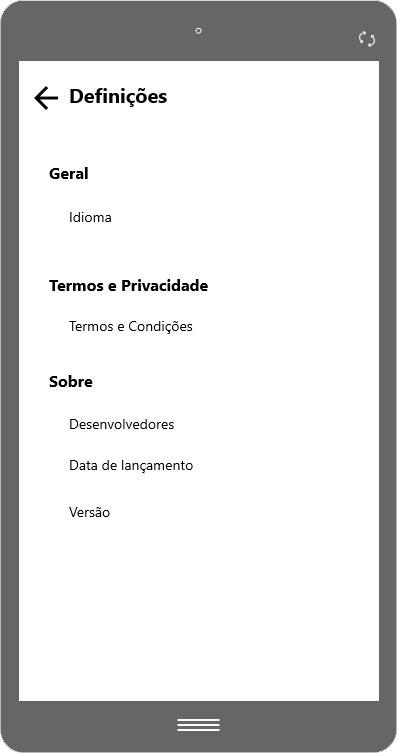 Definições
Geral
Idioma
Termos e Privacidade
Termos e Condições
Sobre
Desenvolvedores
Data de lançamento
Versão